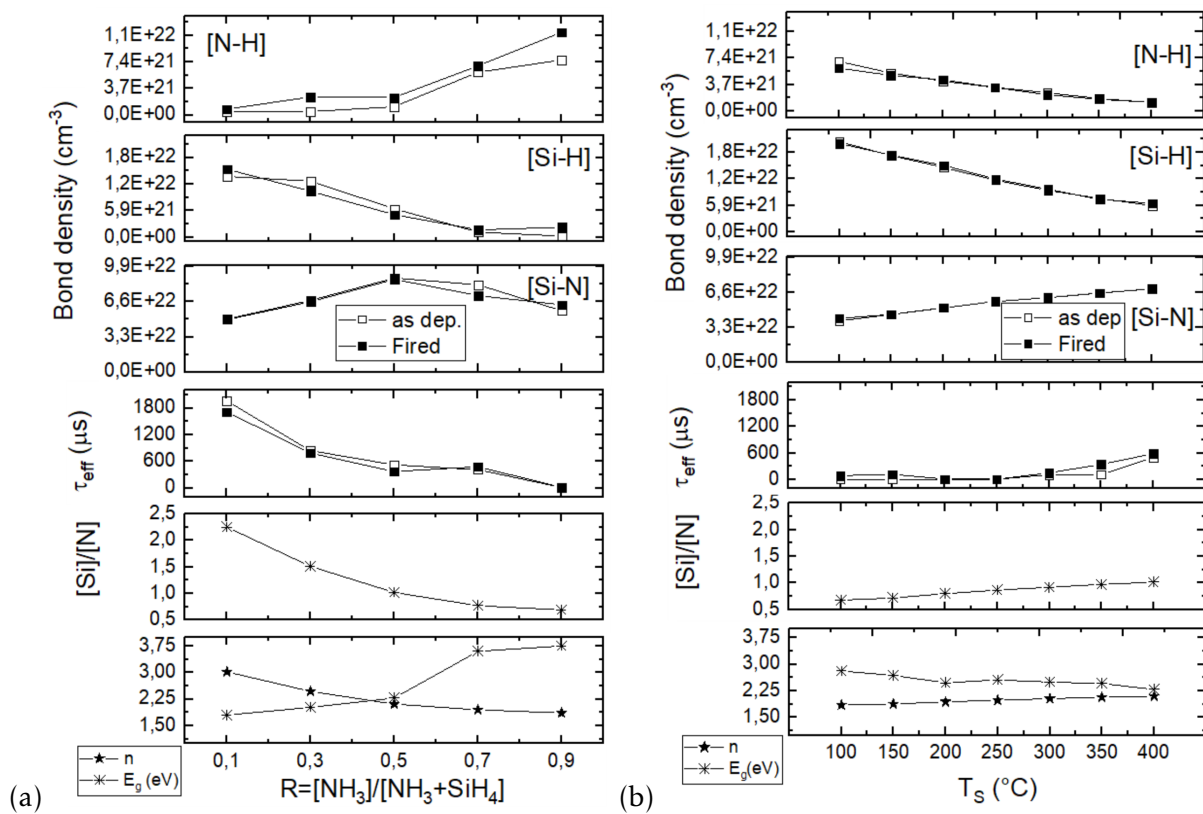 Bond density (cm⁻³)
[N-H]
1,1E+22
7,4E+21
3,7E+21
0,0E+00
[Si-H]
1,8E+22
1,2E+22
5,9E+21
0,0E+00
[Si-N]
9,9E+22
6,6E+22
3,3E+22
0,0E+00
as dep.
Fired
τeff (μs)
1800
1200
600
0
[Si]/[N]
2,5
2,0
1,5
1,0
0,5
3,75
3,00
2,25
1,50
n
Eg (eV)
0,1 0,3 0,5 0,7 0,9
R=[NH₃]/[NH₃+SiH₄]
(a)
Bond density (cm⁻³)
[N-H]
1,1E+22
7,4E+21
3,7E+21
0,0E+00
[Si-H]
1,8E+22
1,2E+22
5,9E+21
0,0E+00
[Si-N]
9,9E+22
6,6E+22
3,3E+22
0,0E+00
as dep
Fired
τeff (μs)
1800
1200
600
0
[Si]/[N]
2,5
2,0
1,5
1,0
0,5
3,75
3,00
2,25
1,50
n
Eg(eV)
100 150 200 250 300 350 400
TS (°C)
(b)